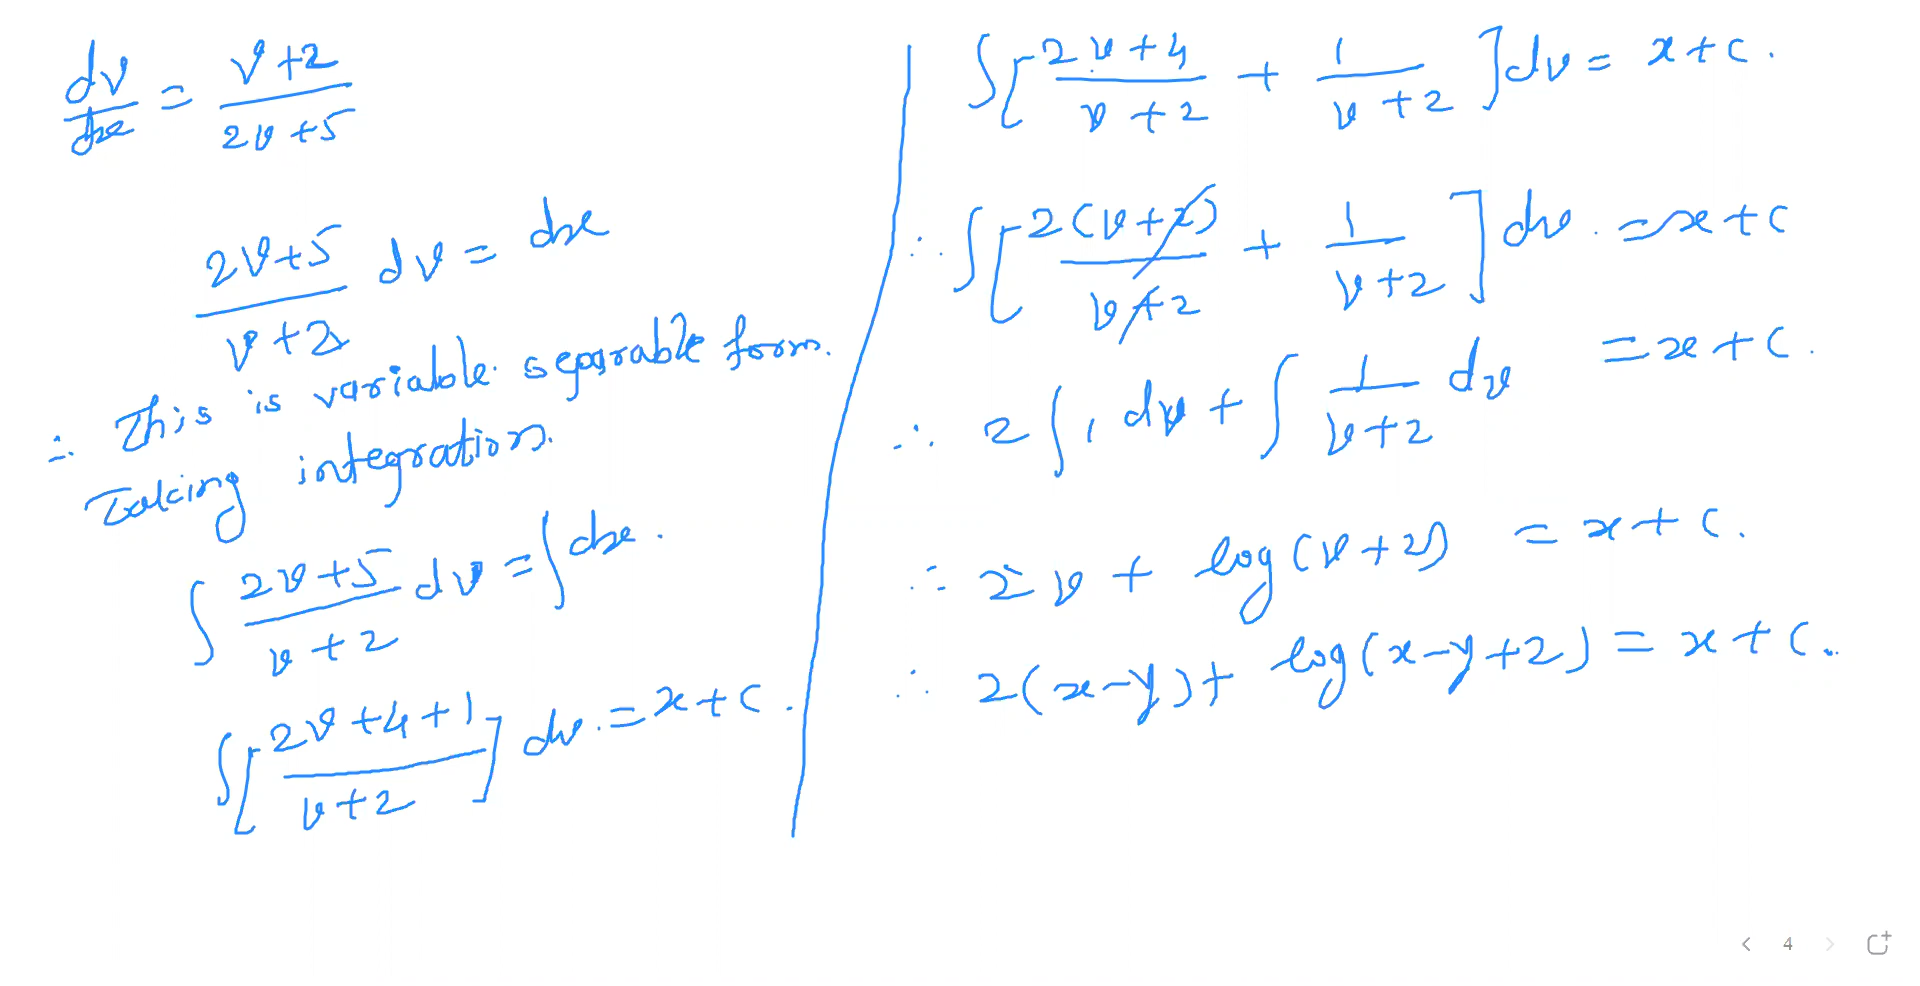 dv/dx = (v+2)/(2v+5)
(2v+5)/(v+2) dv = dx
∴ This is variable separable form.
Taking integration.
∫ (2v+5)/(v+2) dv = ∫ dx.
∫ [(2v+4+1)/(v+2)] dv. = x+c.
∫ [(2v+4)/(v+2) + 1/(v+2)] dv = x+c.
∴ ∫ [2(v+2)/(v+2) + 1/(v+2)] dv. = x+c
∴ 2 ∫ 1 dv + ∫ 1/(v+2) dv = x+c.
∴ 2v + log(v+2) = x+c.
∴ 2(x-y) + log(x-y+2) = x+c.
< 4 >